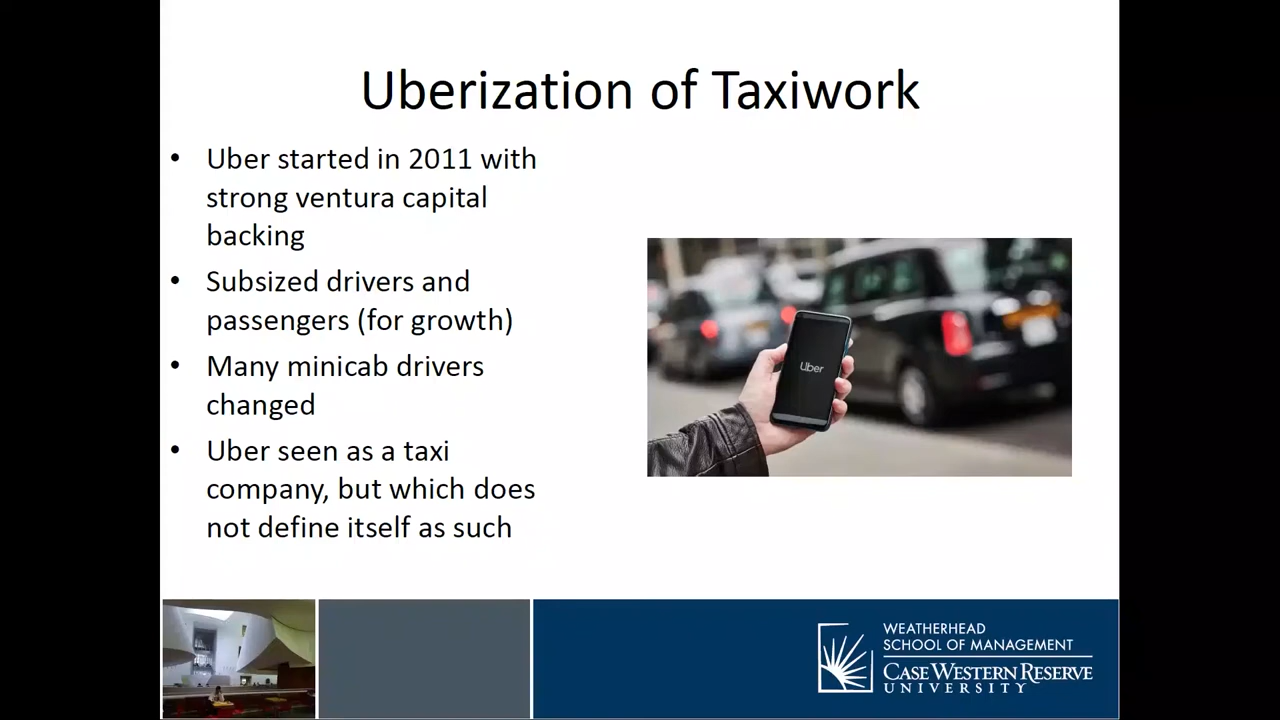 Uberization of Taxiwork
• Uber started in 2011 with
strong ventura capital
backing
• Subsized drivers and
passengers (for growth)
• Many minicab drivers
changed
• Uber seen as a taxi
company, but which does
not define itself as such
Uber
WEATHERHEAD
SCHOOL OF MANAGEMENT
CASE WESTERN RESERVE
UNIVERSITY